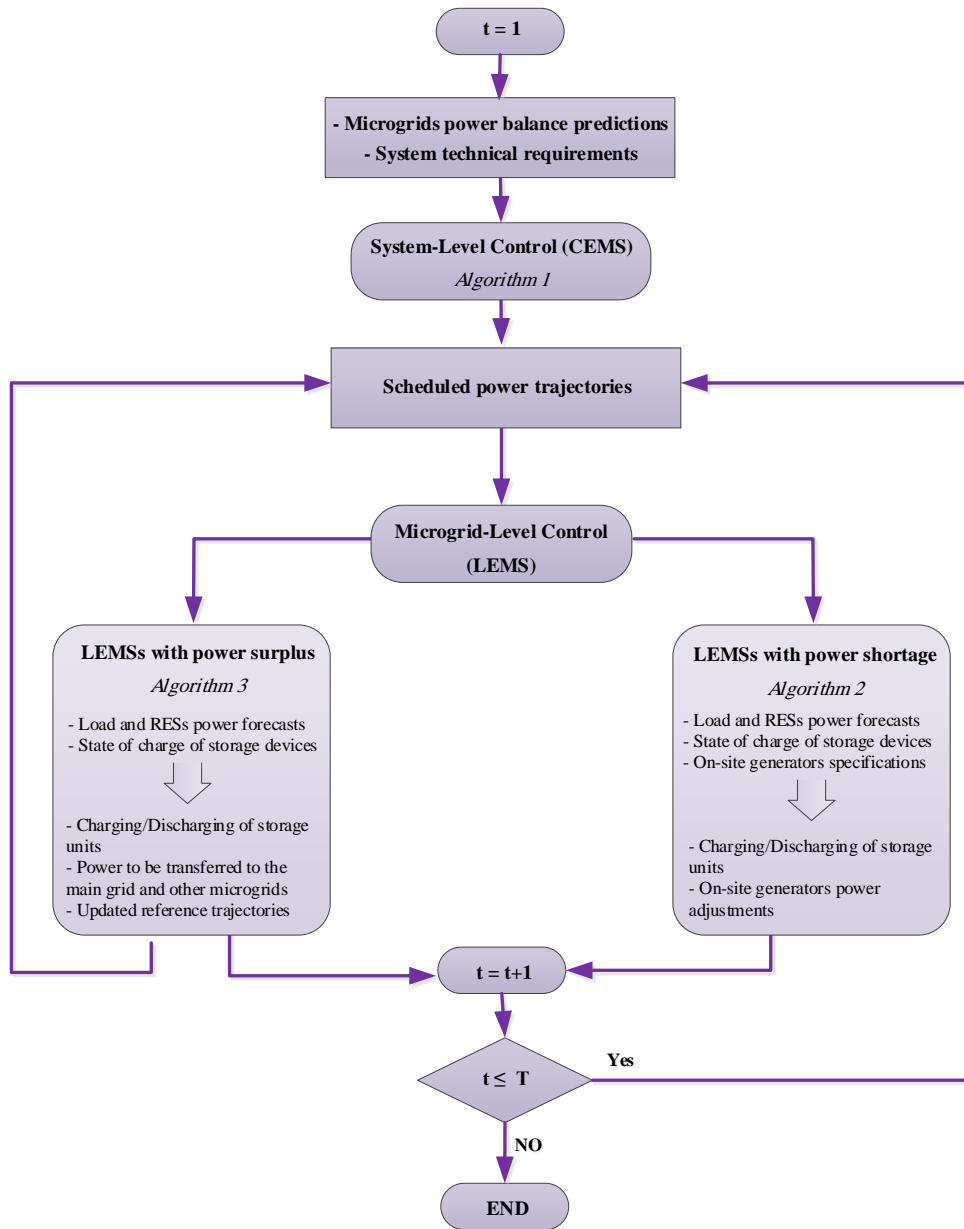 t = 1
- Microgrids power balance predictions
- System technical requirements
System-Level Control (CEMS)
Algorithm 1
Scheduled power trajectories
Microgrid-Level Control
(LEMS)
LEMSs with power surplus
Algorithm 3
- Load and RESs power forecasts
- State of charge of storage devices
- Charging/Discharging of storage
units
- Power to be transferred to the
main grid and other microgrids
- Updated reference trajectories
LEMSs with power shortage
Algorithm 2
- Load and RESs power forecasts
- State of charge of storage devices
- On-site generators specifications
- Charging/Discharging of storage
units
- On-site generators power
adjustments
t = t+1
t ≤ T
Yes
NO
END